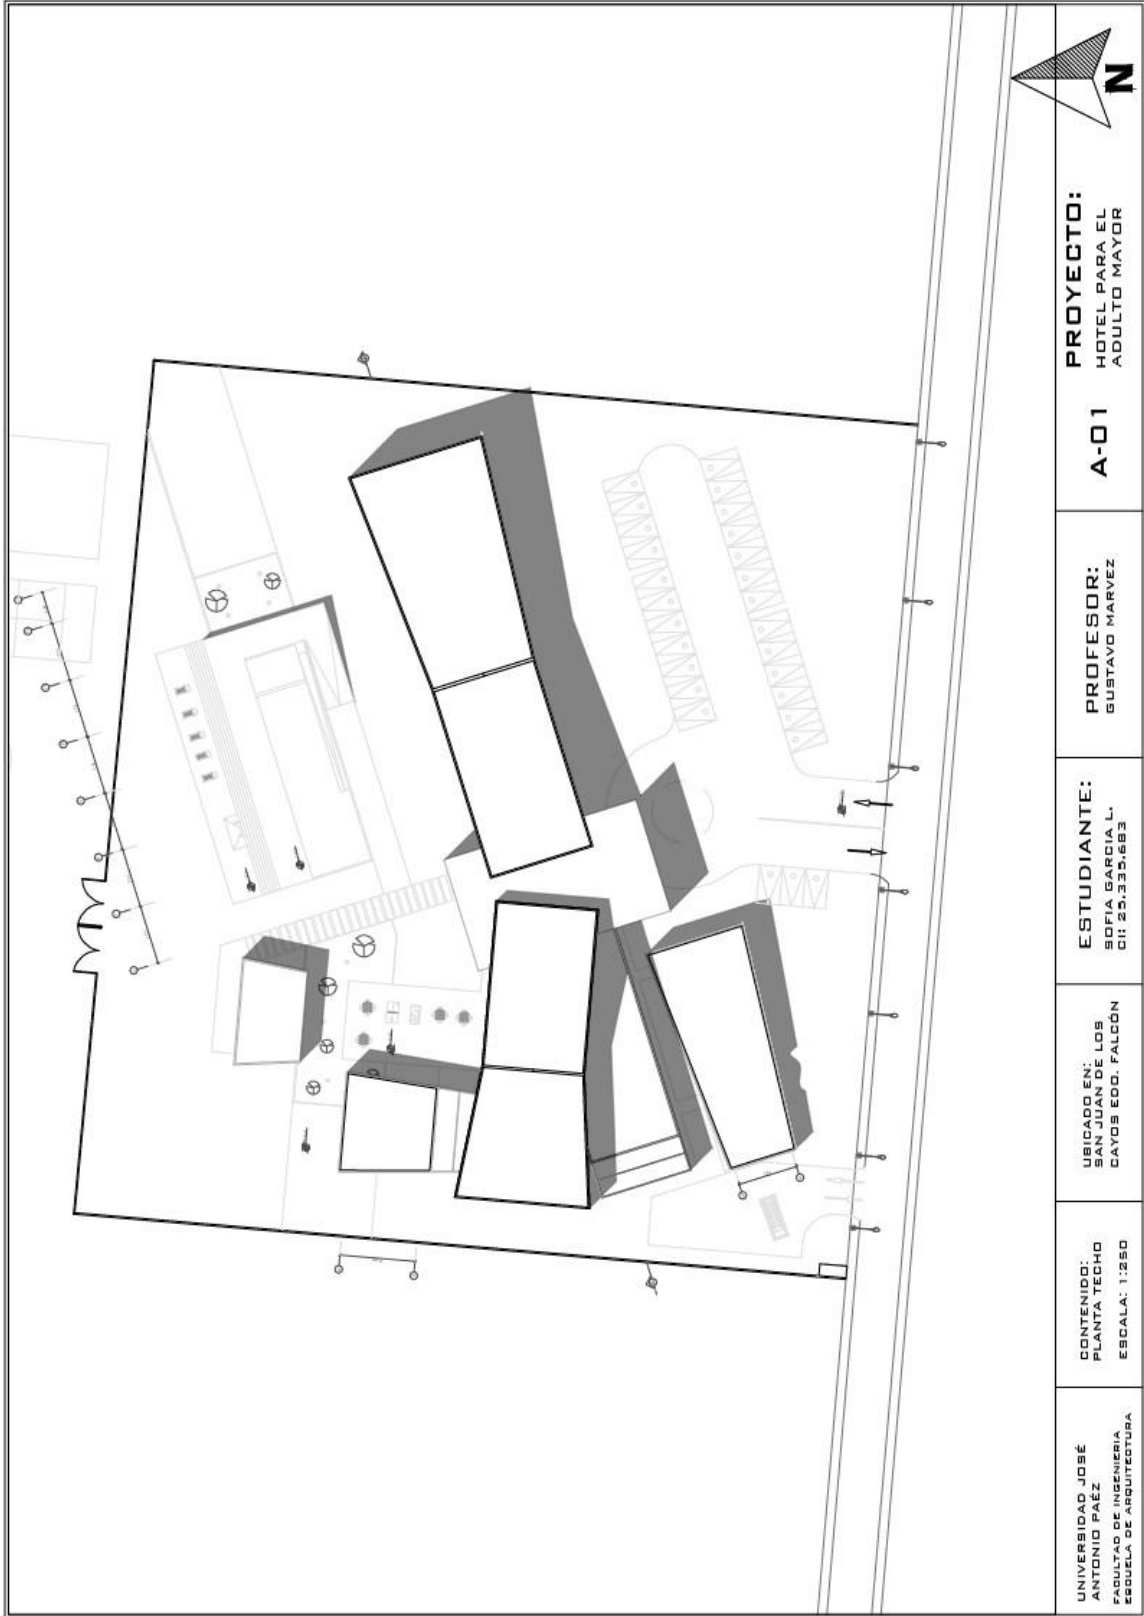 UNIVERSIDAD JOSÉ
ANTONIO PAÉZ
FACULTAD DE INGENIERIA
ESCUELA DE ARQUITECTURA
CONTENIDO:
PLANTA TECHO
ESCALA: 1:250
UBICADO EN:
SAN JUAN DE LOS
CAYOS EDO. FALCÓN
ESTUDIANTE:
SOFIA GARCIA L.
CI: 25.335.683
PROFESOR:
GUSTAVO MARVEZ
A-01
PROYECTO:
HOTEL PARA EL
ADULTO MAYOR
N